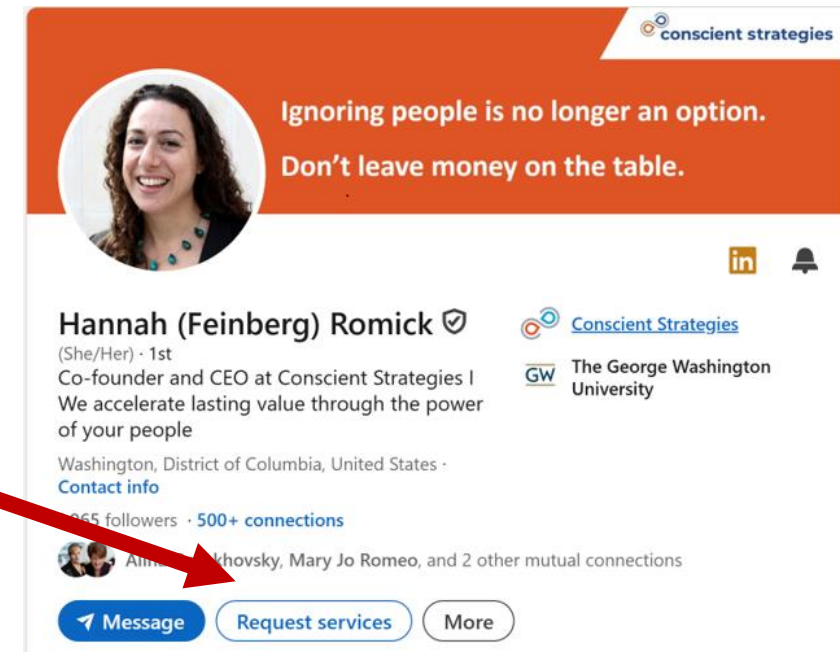 conscient strategies
Ignoring people is no longer an option.
Don't leave money on the table.
in
Hannah (Feinberg) Romick
(She/Her) · 1st
Co-founder and CEO at Conscient Strategies I
We accelerate lasting value through the power
of your people
Conscient Strategies
GW The George Washington
University
Washington, District of Columbia, United States ·
Contact info
followers · 500+ connections
Mary Jo Romeo, and 2 other mutual connections
Message
Request services
More